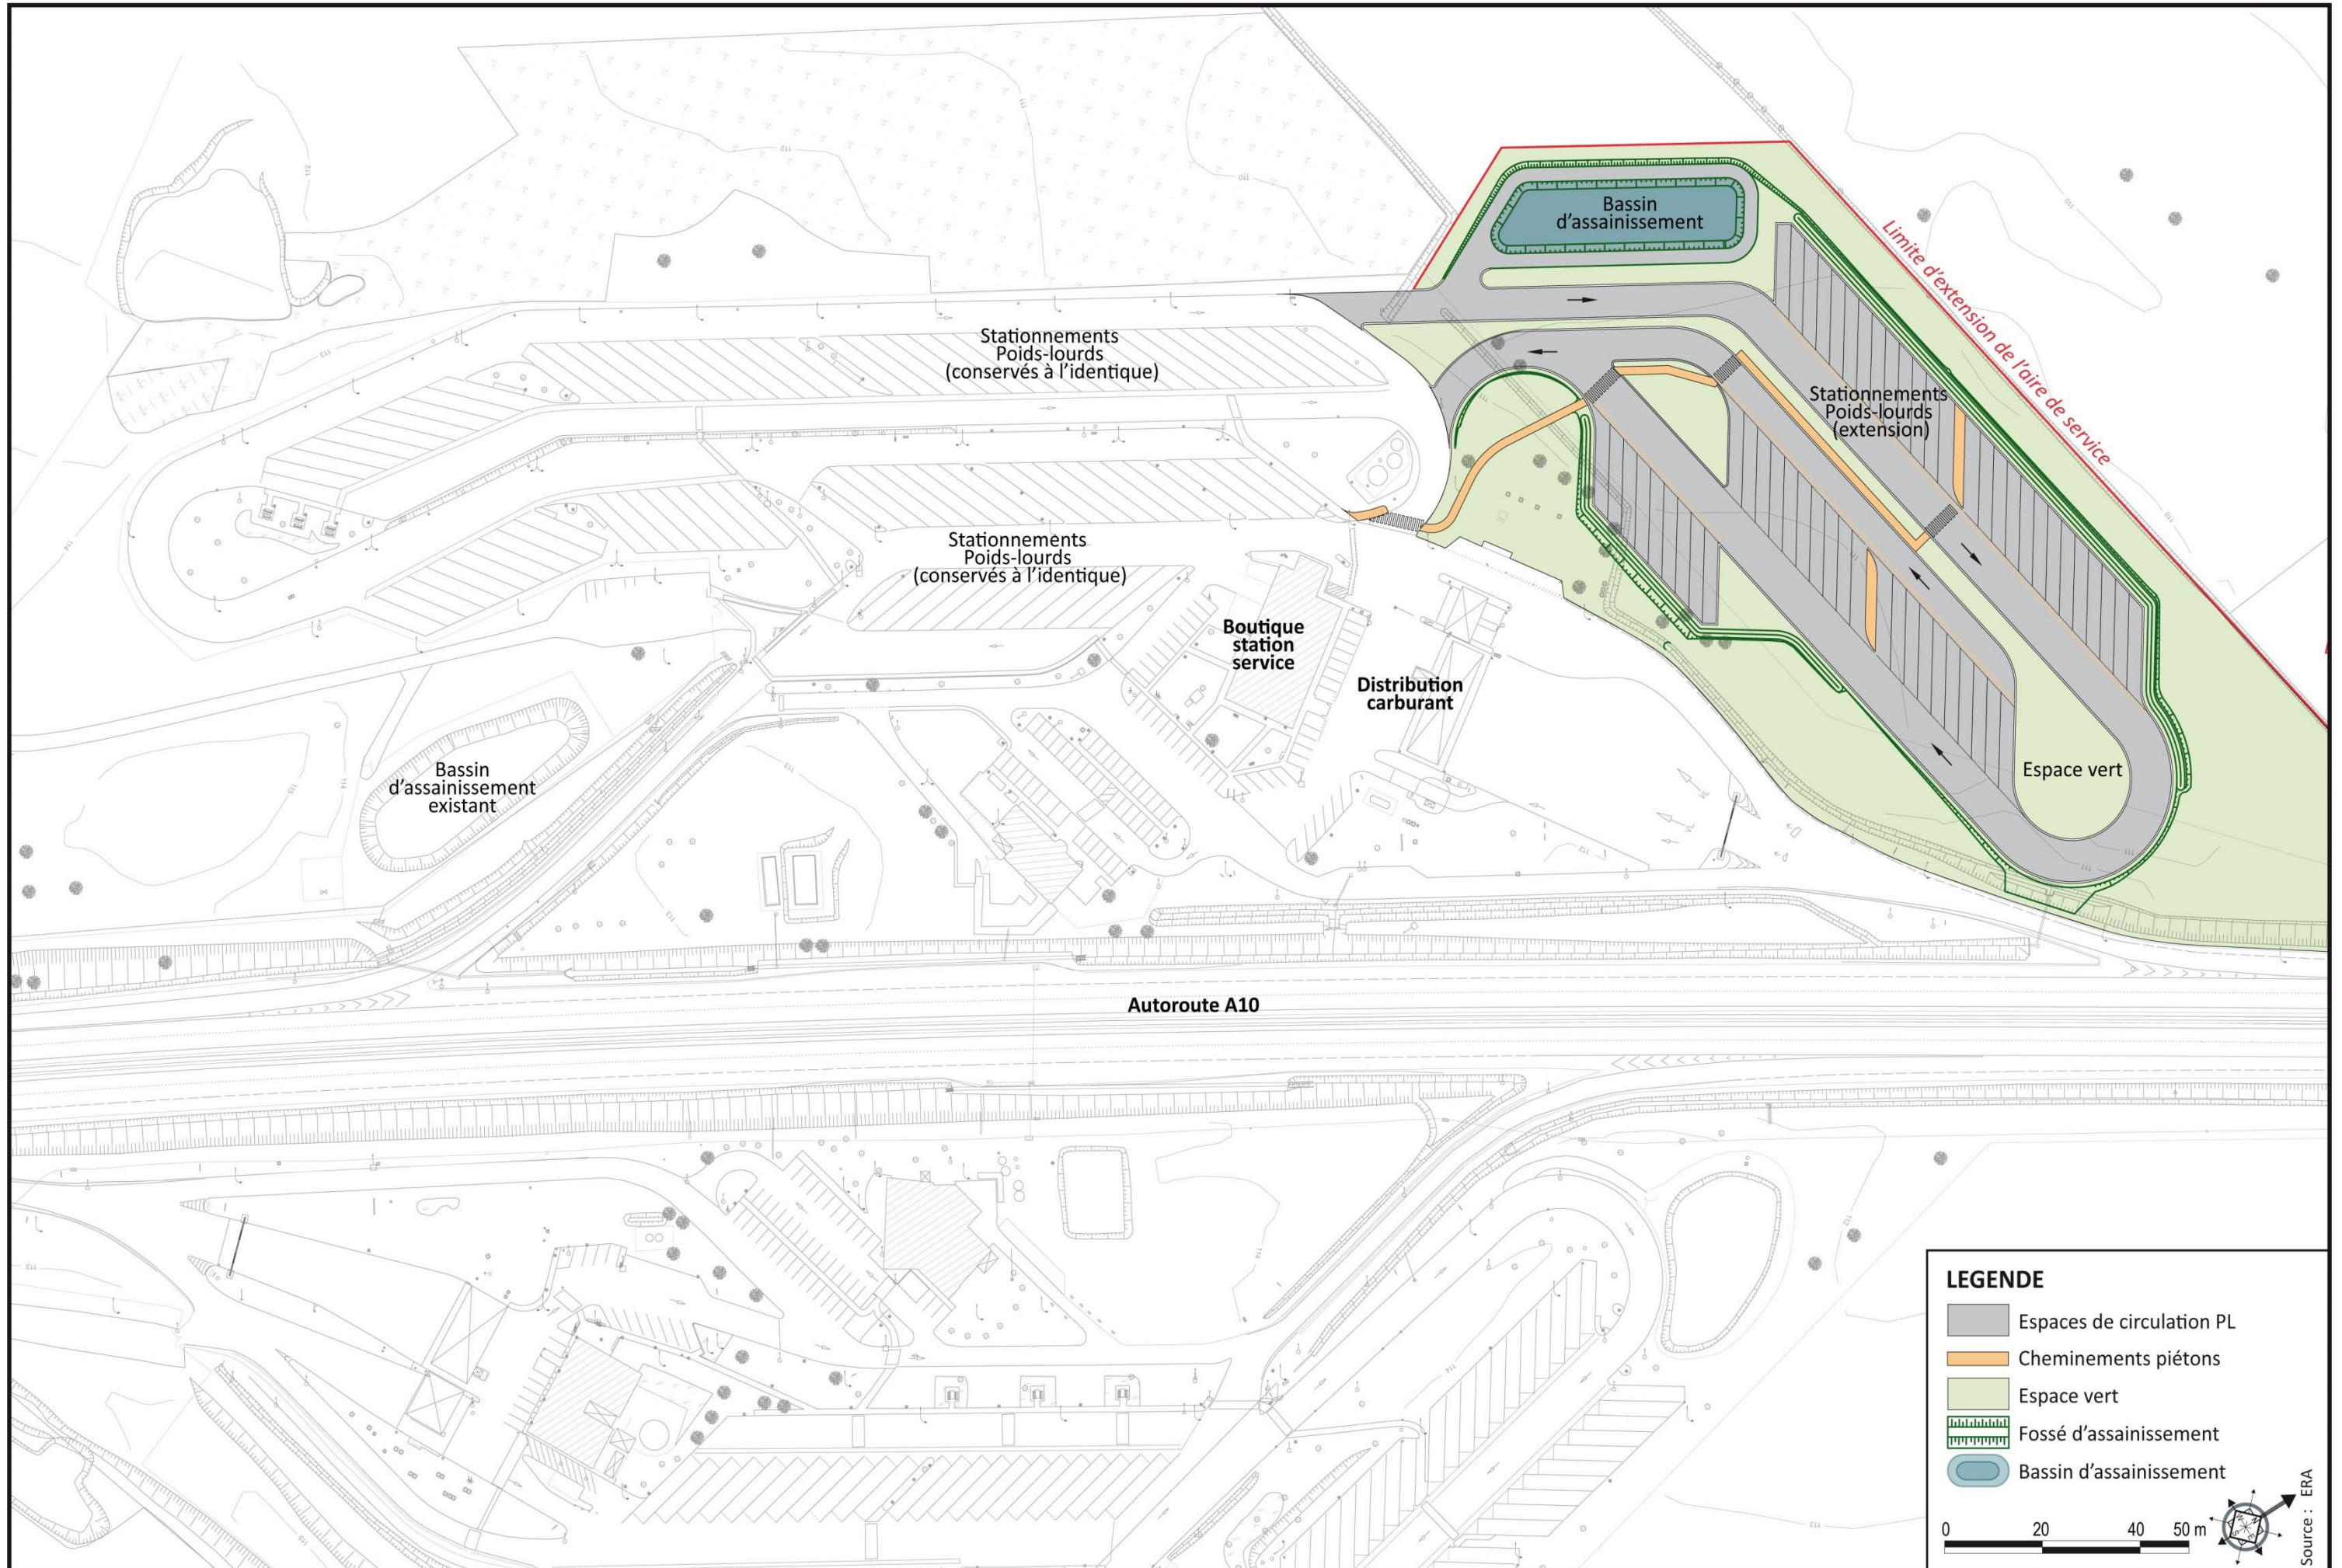 Bassin
d'assainissement
Limite d'extension de l'aire de service
Stationnements
Poids-lourds
(conservés à l'identique)
Stationnements
Poids-lourds
(extension)
Stationnements
Poids-lourds
(conservés à l'identique)
Boutique
station
service
Distribution
carburant
Bassin
d'assainissement
existant
Espace vert
Autoroute A10
LEGENDE
Espaces de circulation PL
Cheminements piétons
Espace vert
Fossé d'assainissement
Bassin d'assainissement
0 20 40 50 m
Source : ERA